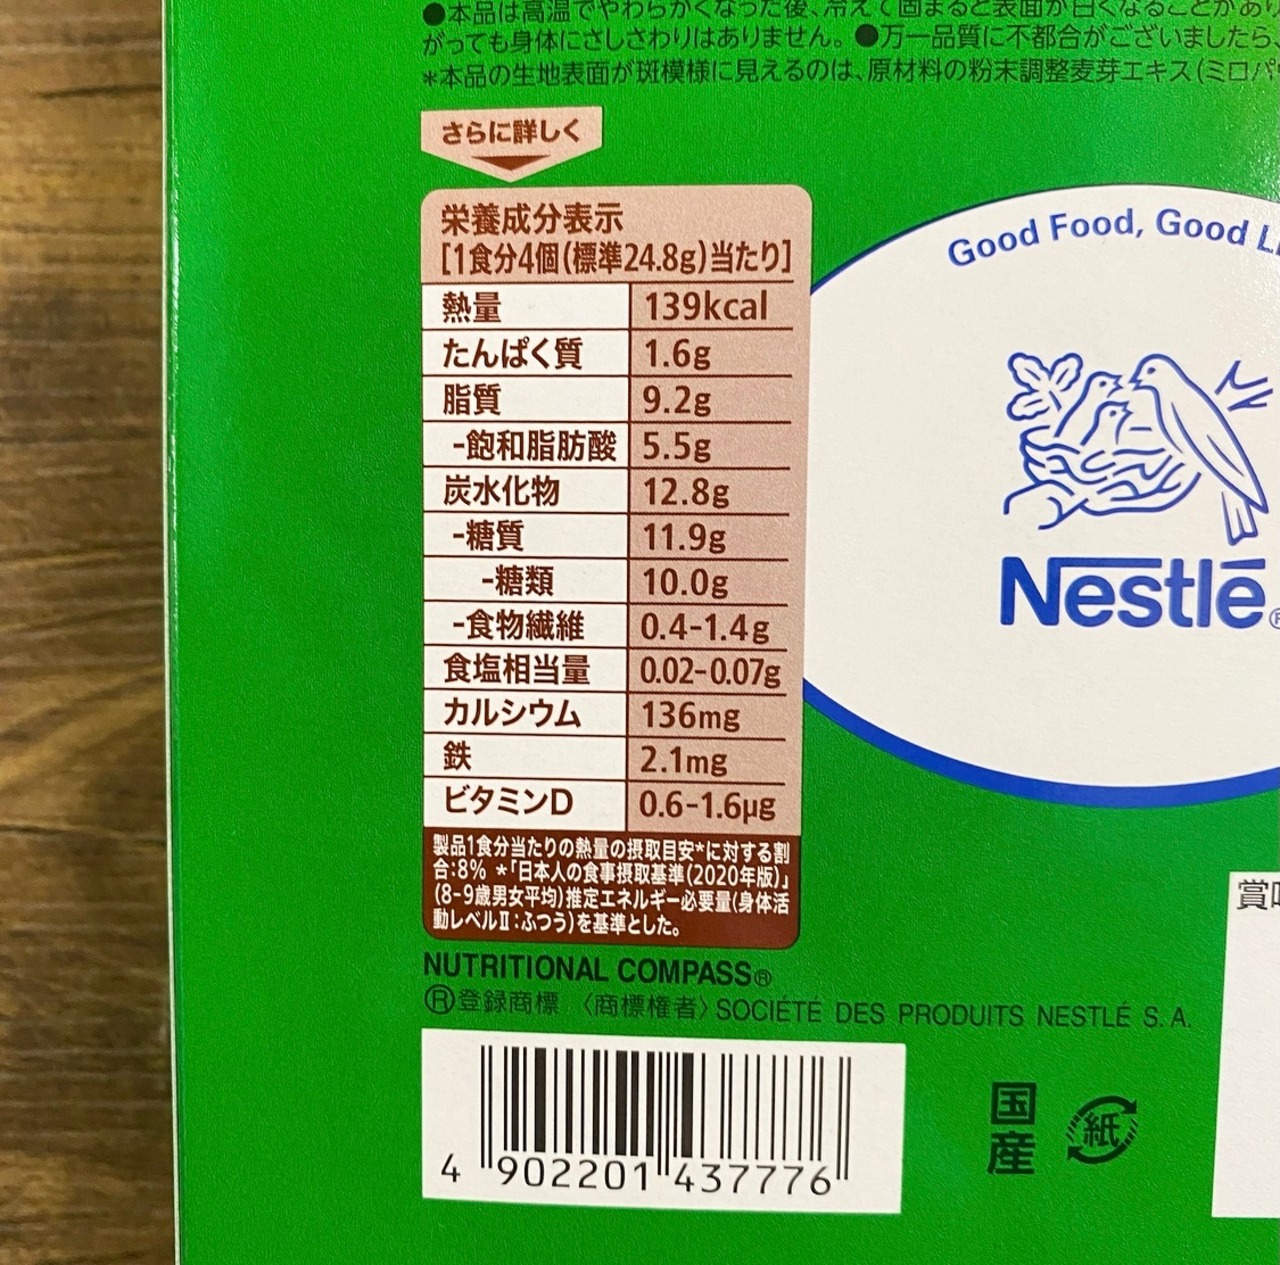 ●本品は高温でやわらかくなった後、冷えて固まると表面が白くなることがあり
がっても身体にさしさわりはありません。●万一品質に不都合がございましたら、
*本品の生地表面が斑模様に見えるのは、原材料の粉末調整麦芽エキス(ミロパウ
さらに詳しく
栄養成分表示
[1食分4個(標準24.8g)当たり]
熱量 139kcal
たんぱく質 1.6g
脂質 9.2g
-飽和脂肪酸 5.5g
炭水化物 12.8g
-糖質 11.9g
-糖類 10.0g
-食物繊維 0.4-1.4g
食塩相当量 0.02-0.07g
カルシウム 136mg
鉄 2.1mg
ビタミンD 0.6-1.6μg
製品1食分当たりの熱量の摂取目安*に対する割
合:8% *「日本人の食事摂取基準(2020年版)」
(8-9歳男女平均)推定エネルギー必要量(身体活
動レベルⅡ:ふつう)を基準とした。
NUTRITIONAL COMPASS®
®登録商標 〈商標権者〉SOCIÉTÉ DES PRODUITS NESTLÉ S.A.
4 902201 437776
Good Food, Good Li
Nestlé®
国産
紙
賞味